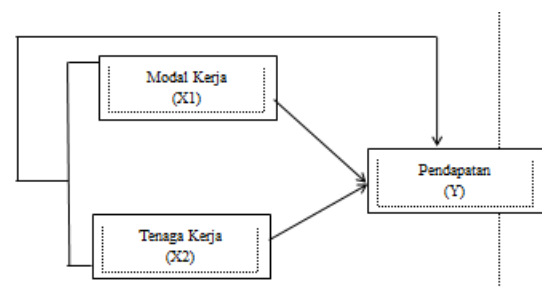 Modal Kerja
(X1)
Pendapatan
(Y)
Tenaga Kerja
(X2)